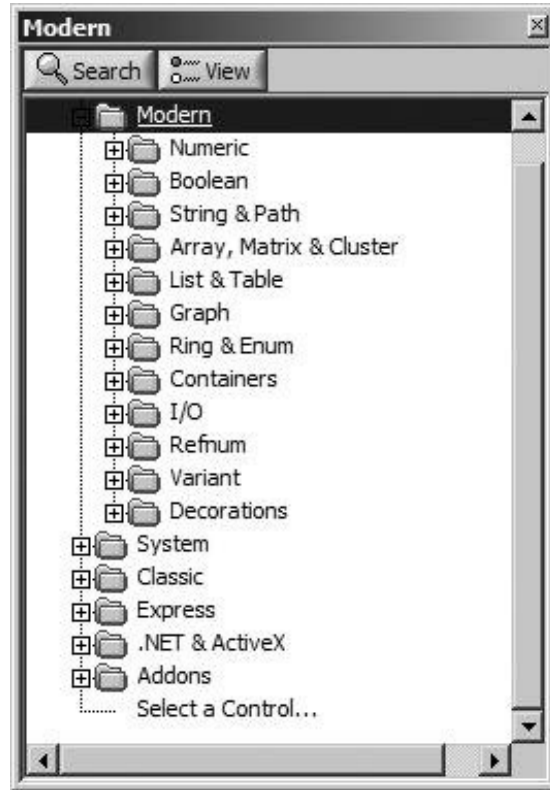 Modern
Search View
Modern
Numeric
Boolean
String & Path
Array, Matrix & Cluster
List & Table
Graph
Ring & Enum
Containers
I/O
Refnum
Variant
Decorations
System
Classic
Express
.NET & ActiveX
Addons
Select a Control...